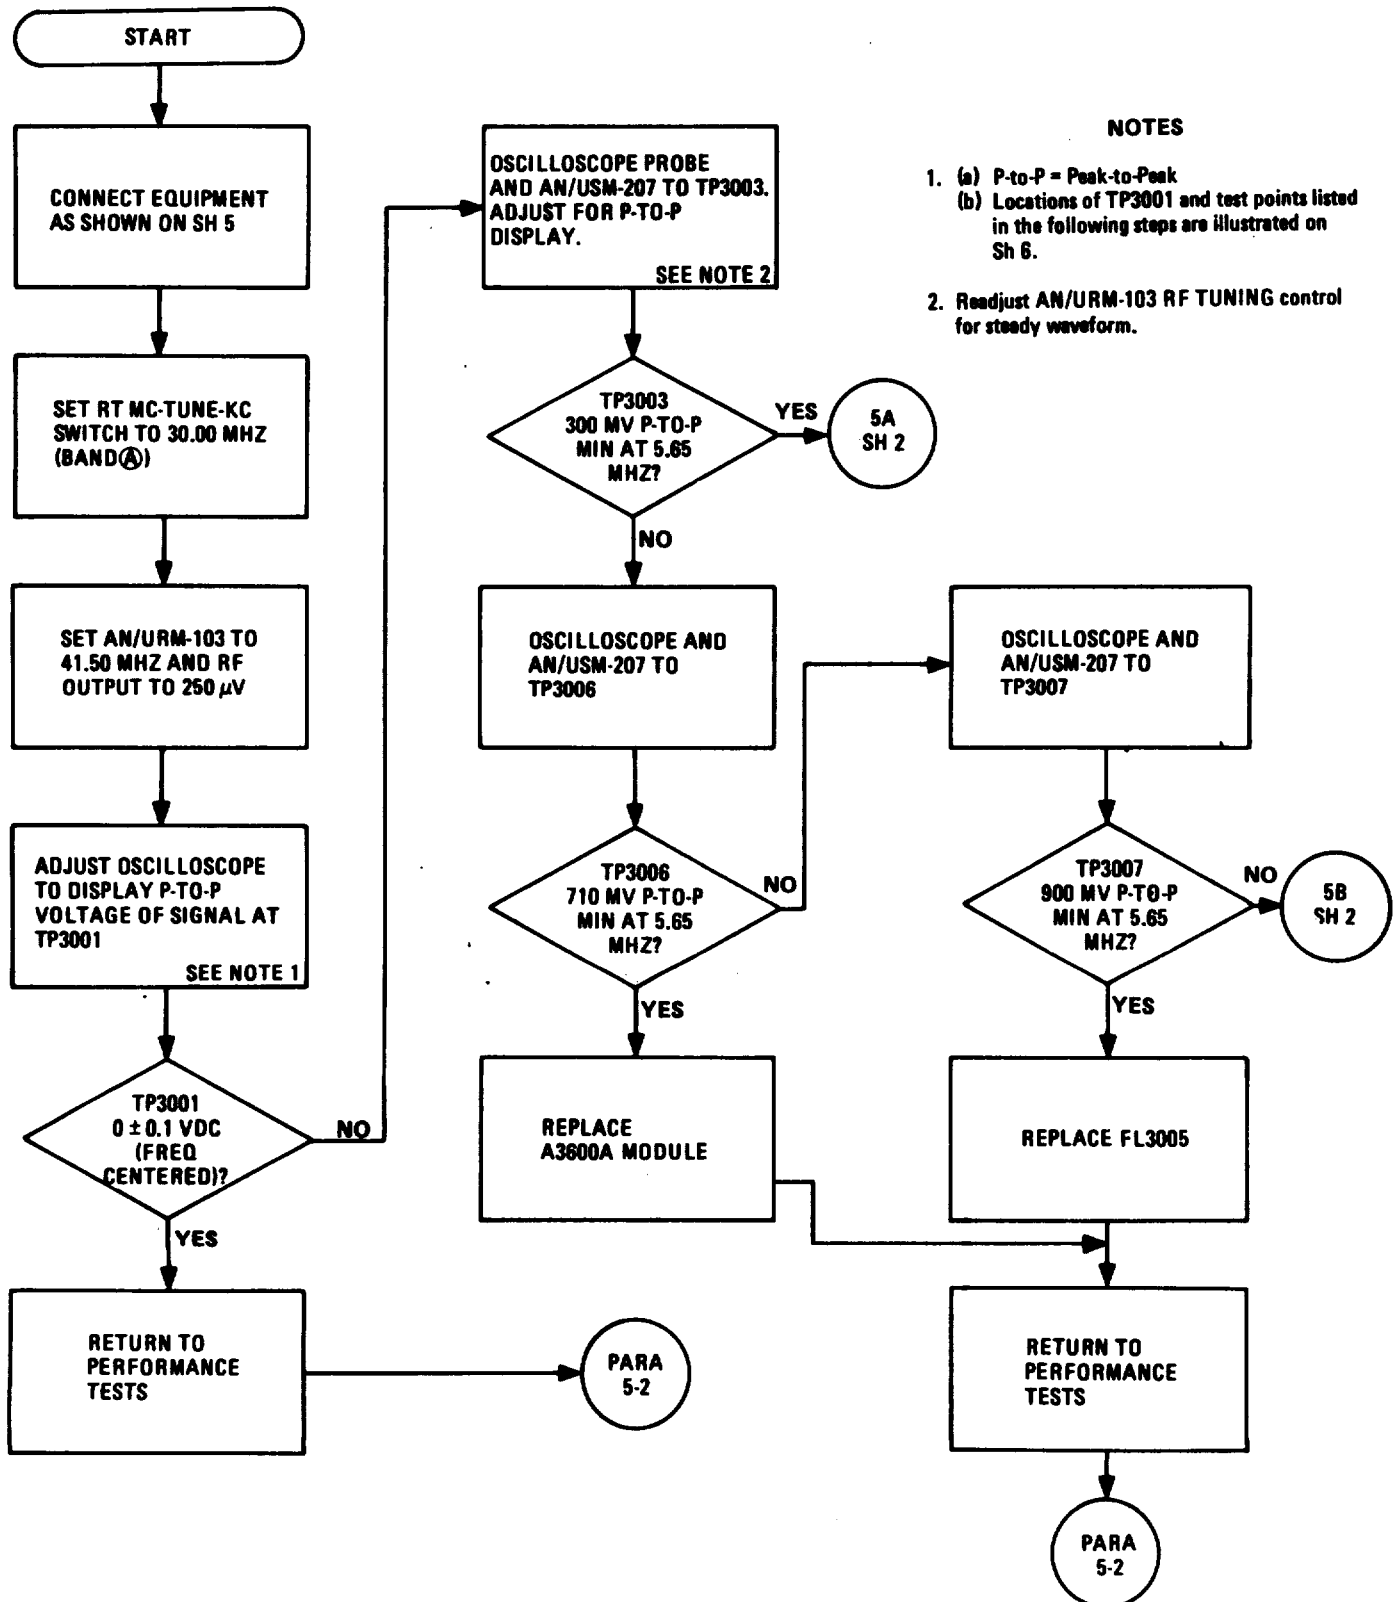 START
CONNECT EQUIPMENT
AS SHOWN ON SH 5
SET RT MC-TUNE-KC
SWITCH TO 30.00 MHZ
(BAND Ⓐ)
SET AN/URM-103 TO
41.50 MHZ AND RF
OUTPUT TO 250 µV
ADJUST OSCILLOSCOPE
TO DISPLAY P-TO-P
VOLTAGE OF SIGNAL AT
TP3001
SEE NOTE 1
TP3001
0 ± 0.1 VDC
(FREQ
CENTERED)?
NO
YES
RETURN TO
PERFORMANCE
TESTS
PARA
5-2
OSCILLOSCOPE PROBE
AND AN/USM-207 TO TP3003.
ADJUST FOR P-TO-P
DISPLAY.
SEE NOTE 2
TP3003
300 MV P-TO-P
MIN AT 5.65
MHZ?
YES
5A
SH 2
NO
OSCILLOSCOPE AND
AN/USM-207 TO
TP3006
TP3006
710 MV P-TO-P
MIN AT 5.65
MHZ?
NO
YES
REPLACE
A3600A MODULE
NOTES
1. (a) P-to-P = Peak-to-Peak
(b) Locations of TP3001 and test points listed
in the following steps are illustrated on
Sh 6.
2. Readjust AN/URM-103 RF TUNING control
for steady waveform.
OSCILLOSCOPE AND
AN/USM-207 TO
TP3007
TP3007
900 MV P-TO-P
MIN AT 5.65
MHZ?
NO
5B
SH 2
YES
REPLACE FL3005
RETURN TO
PERFORMANCE
TESTS
PARA
5-2